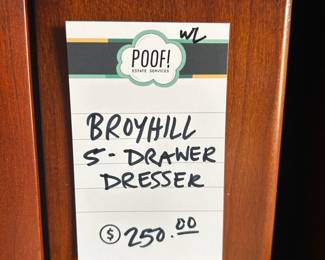 WL
POOF!
ESTATE SERVICES
BROYHILL
5-DRAWER
DRESSER
$ 250.00